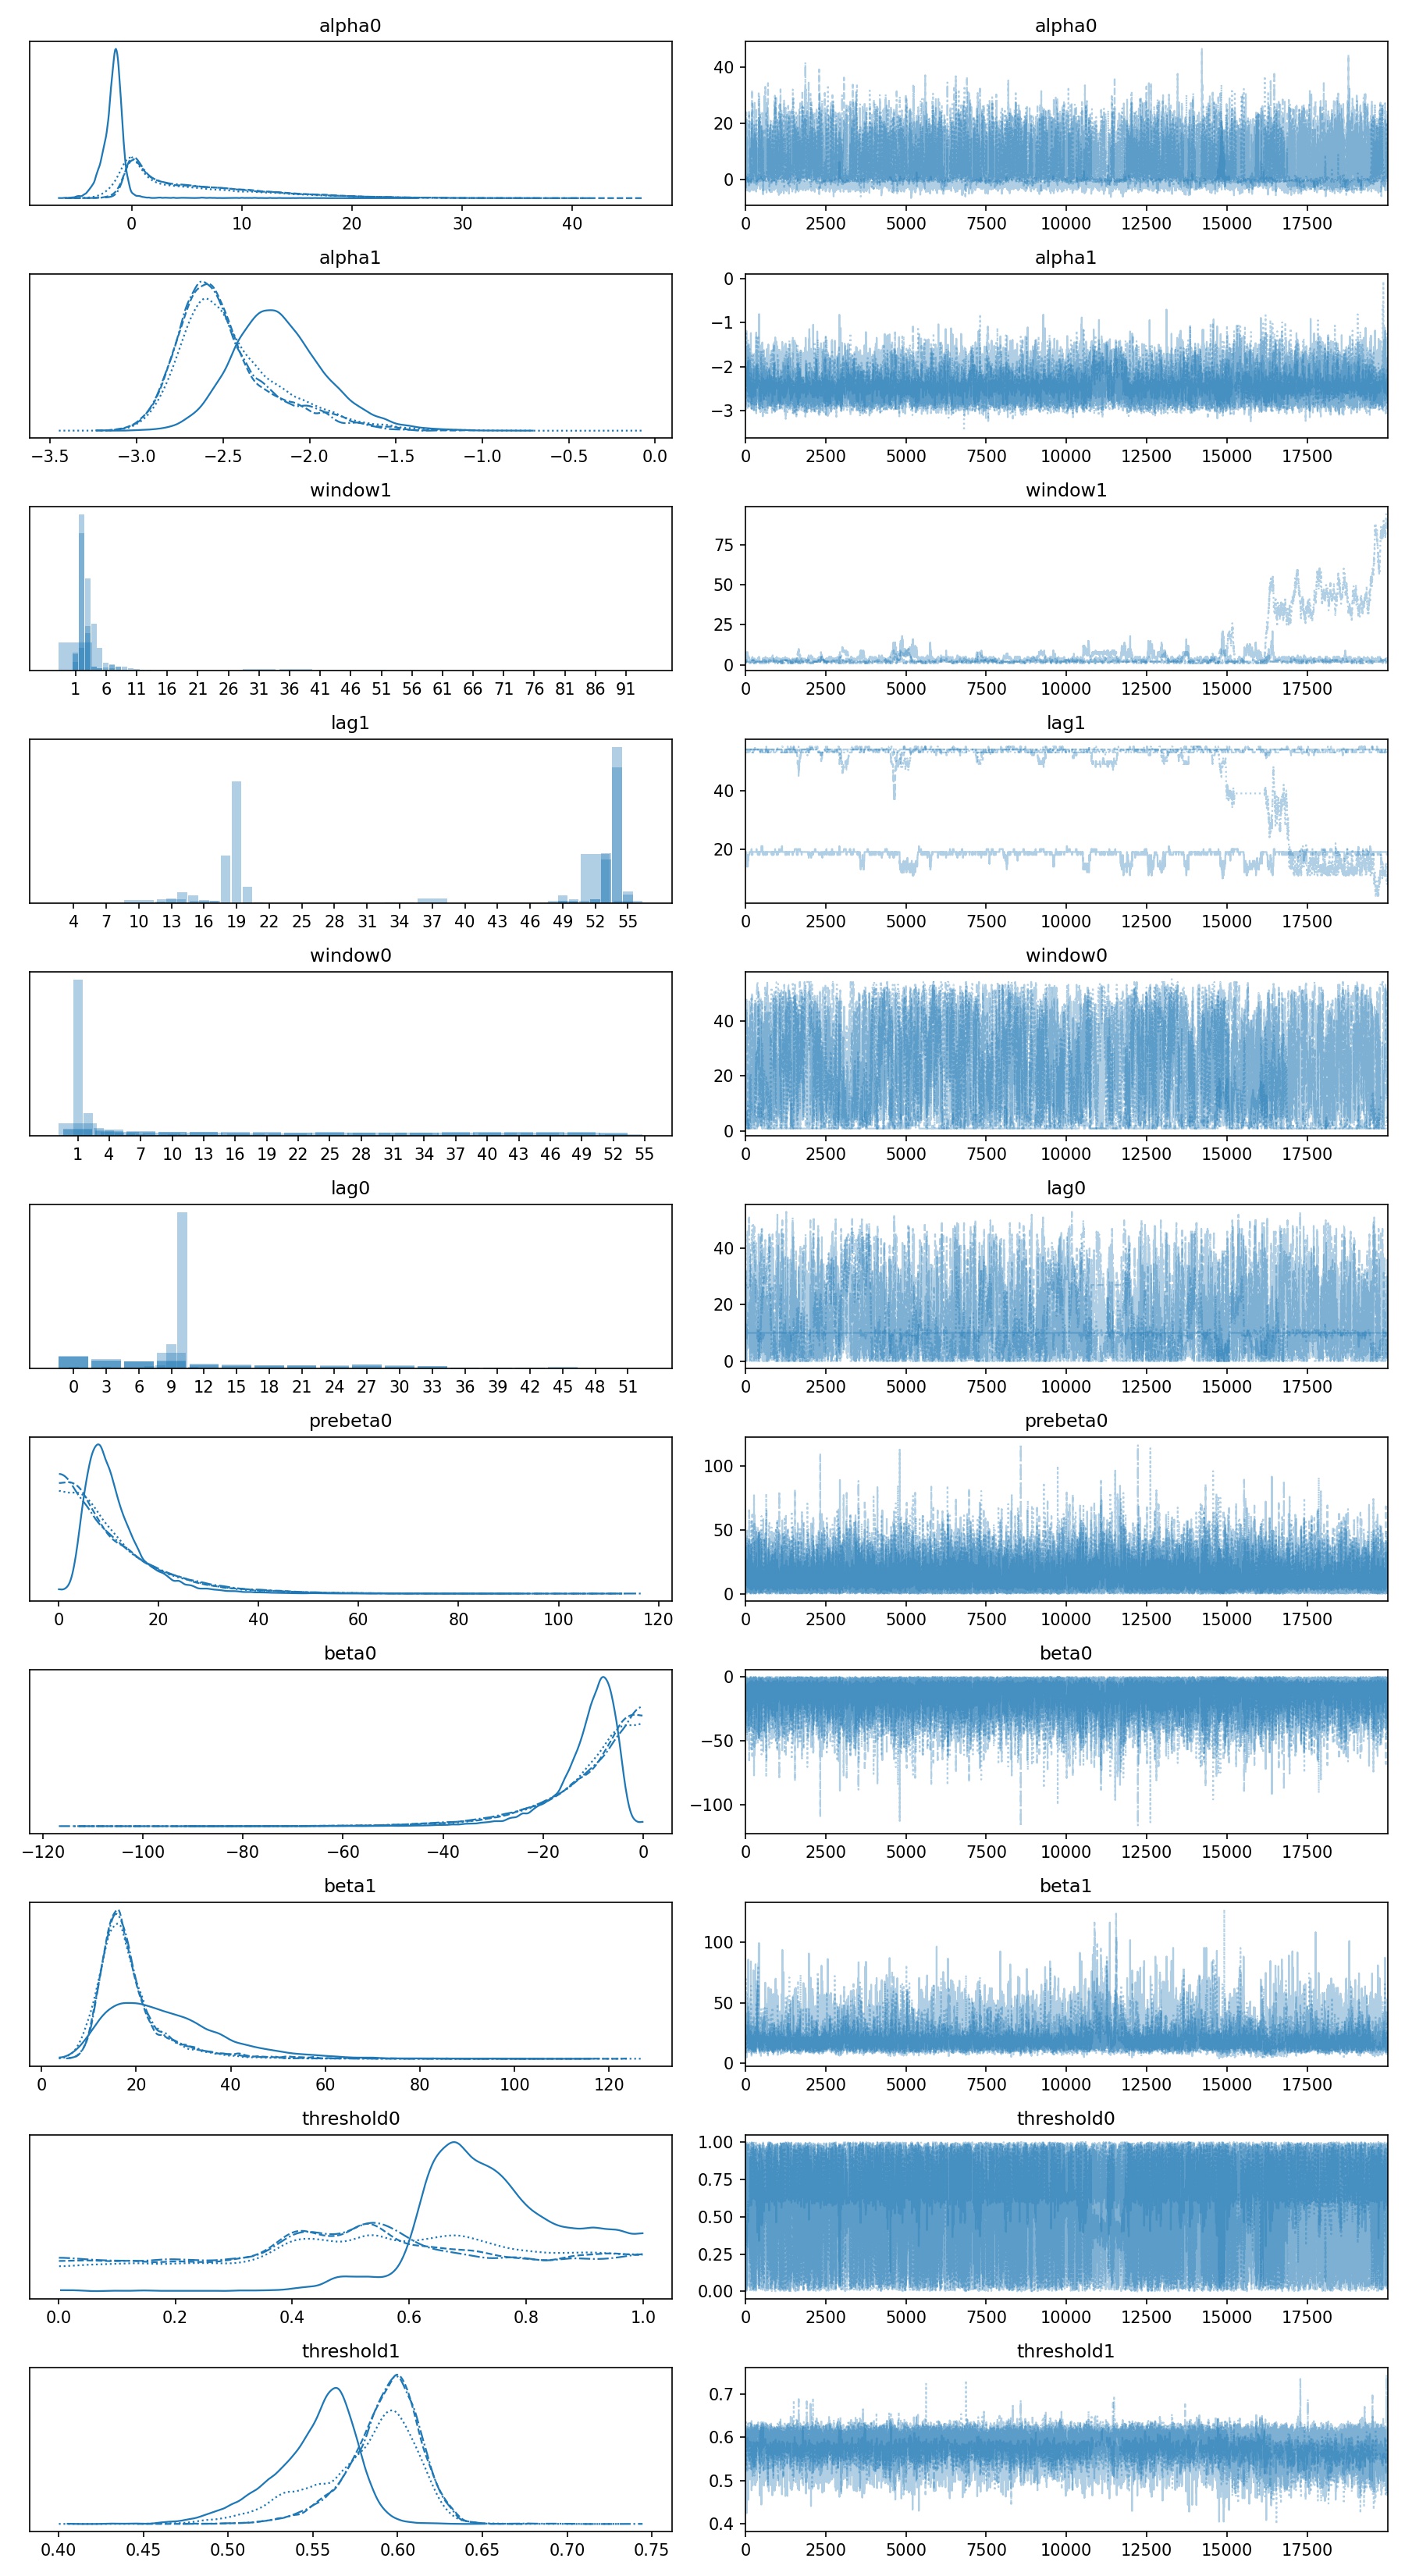 alpha0 alpha0
40
20
0
0 10 20 30 40 0 2500 5000 7500 10000 12500 15000 17500
alpha1 alpha1
0
−1
−2
−3
−3.5 −3.0 −2.5 −2.0 −1.5 −1.0 −0.5 0.0 0 2500 5000 7500 10000 12500 15000 17500
window1 window1
75
50
25
0
1 6 11 16 21 26 31 36 41 46 51 56 61 66 71 76 81 86 91 0 2500 5000 7500 10000 12500 15000 17500
lag1 lag1
40
20
4 7 10 13 16 19 22 25 28 31 34 37 40 43 46 49 52 55 0 2500 5000 7500 10000 12500 15000 17500
window0 window0
40
20
0
1 4 7 10 13 16 19 22 25 28 31 34 37 40 43 46 49 52 55 0 2500 5000 7500 10000 12500 15000 17500
lag0 lag0
40
20
0
0 3 6 9 12 15 18 21 24 27 30 33 36 39 42 45 48 51 0 2500 5000 7500 10000 12500 15000 17500
prebeta0 prebeta0
100
50
0
0 20 40 60 80 100 120 0 2500 5000 7500 10000 12500 15000 17500
beta0 beta0
0
−50
−100
−120 −100 −80 −60 −40 −20 0 0 2500 5000 7500 10000 12500 15000 17500
beta1 beta1
100
50
0
0 20 40 60 80 100 120 0 2500 5000 7500 10000 12500 15000 17500
threshold0 threshold0
1.00
0.75
0.50
0.25
0.00
0.0 0.2 0.4 0.6 0.8 1.0 0 2500 5000 7500 10000 12500 15000 17500
threshold1 threshold1
0.7
0.6
0.5
0.4
0.40 0.45 0.50 0.55 0.60 0.65 0.70 0.75 0 2500 5000 7500 10000 12500 15000 17500